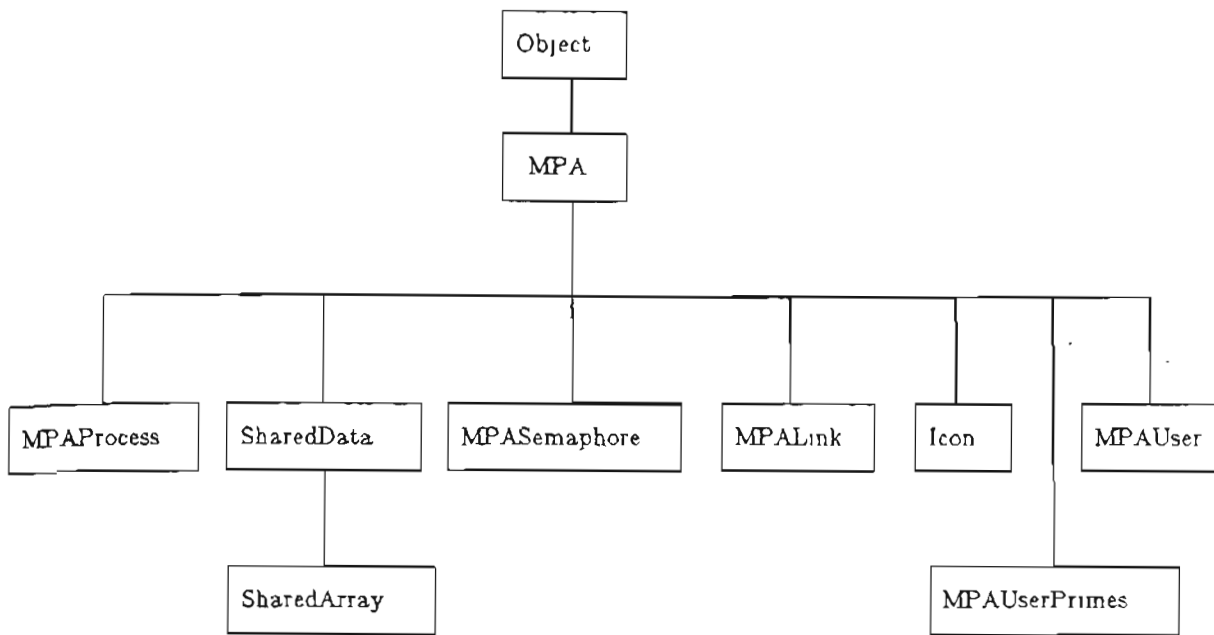 Object
MPA
MPAProcess
SharedData
MPASemaphore
MPALink
Icon
MPAUser
SharedArray
MPAUserPrimes